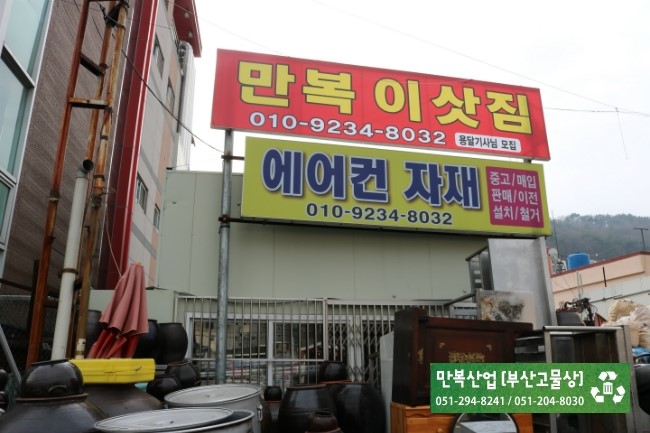 만복 이삿짐
010-9234-8032 용달기사님 모집
에어컨 자재
010-9234-8032
중고/매입
판매/이전
설치/철거
만복산업 [부산고물상]
051-294-8241 / 051-204-8030